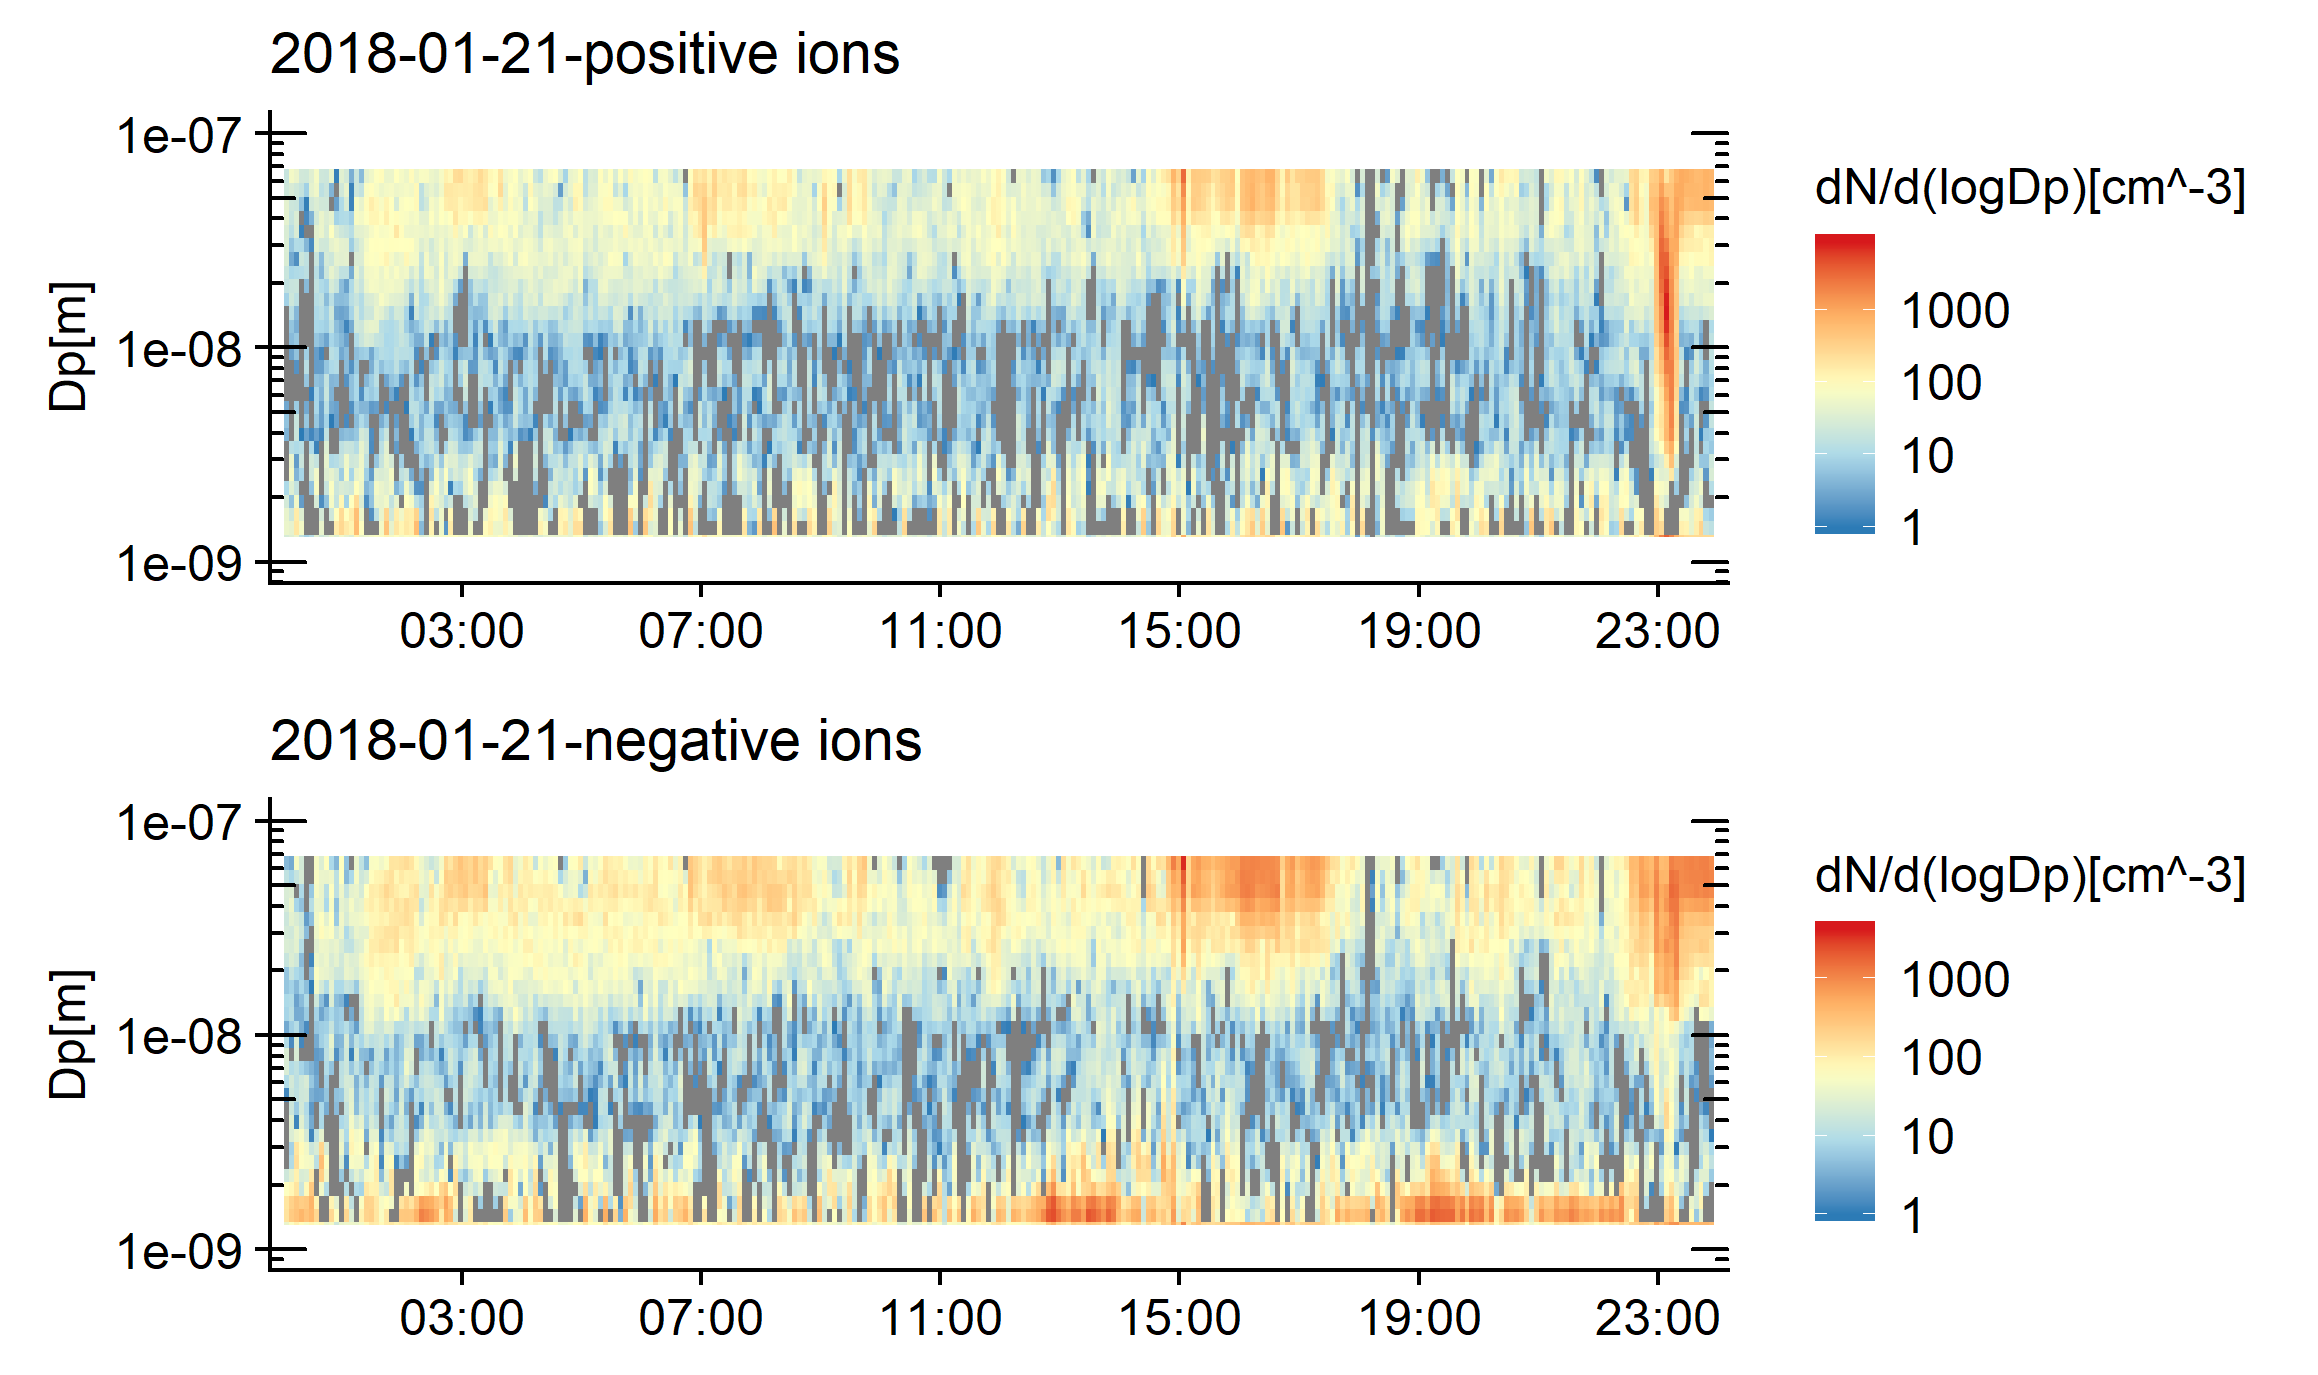 2018-01-21-positive ions
1e-07
1e-08
1e-09
Dp[m]
03:00 07:00 11:00 15:00 19:00 23:00
dN/d(logDp)[cm^-3]
1000
100
10
1
2018-01-21-negative ions
1e-07
1e-08
1e-09
Dp[m]
03:00 07:00 11:00 15:00 19:00 23:00
dN/d(logDp)[cm^-3]
1000
100
10
1